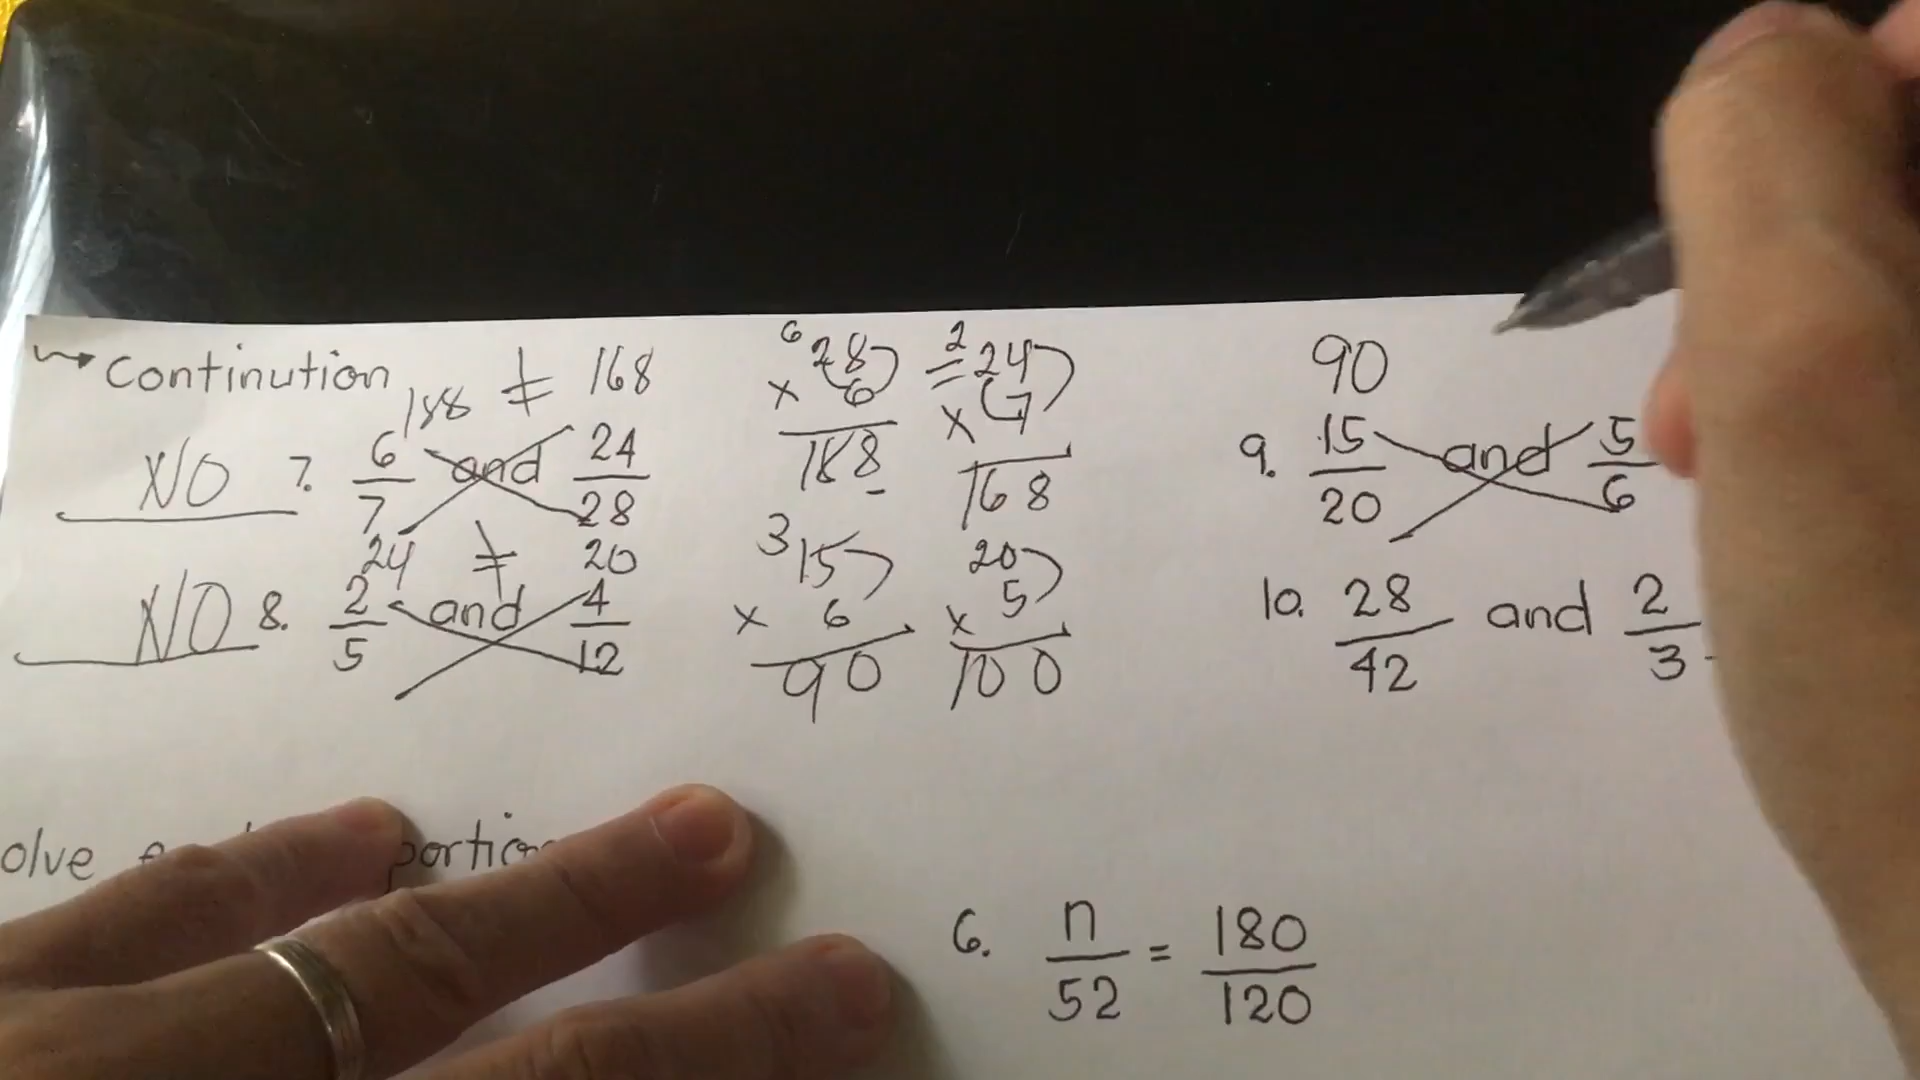 → Continution
188 ≠ 168
NO 7. 6/7 and 24/28
24 ≠ 20
NO 8. 2/5 and 4/12
6
28
x 6
188
2
= 24
x 7
168
3
15
x 6
90
20
x 5
100
90
9. 15/20 and 5/6
10. 28/42 and 2/3
olve
6. n/52 = 180/120